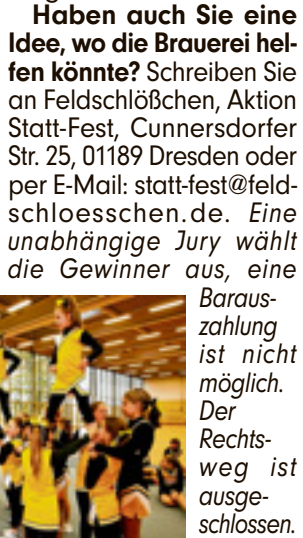 Haben auch Sie eine
Idee, wo die Brauerei hel-
fen könnte? Schreiben Sie
an Feldschlößchen, Aktion
Statt-Fest, Cunnersdorfer
Str. 25, 01189 Dresden oder
per E-Mail: statt-fest@feld-
schloesschen.de. Eine
unabhängige Jury wählt
die Gewinner aus, eine
Baraus-
zahlung
ist nicht
möglich.
Der
Rechts-
weg ist
ausge-
schlossen.